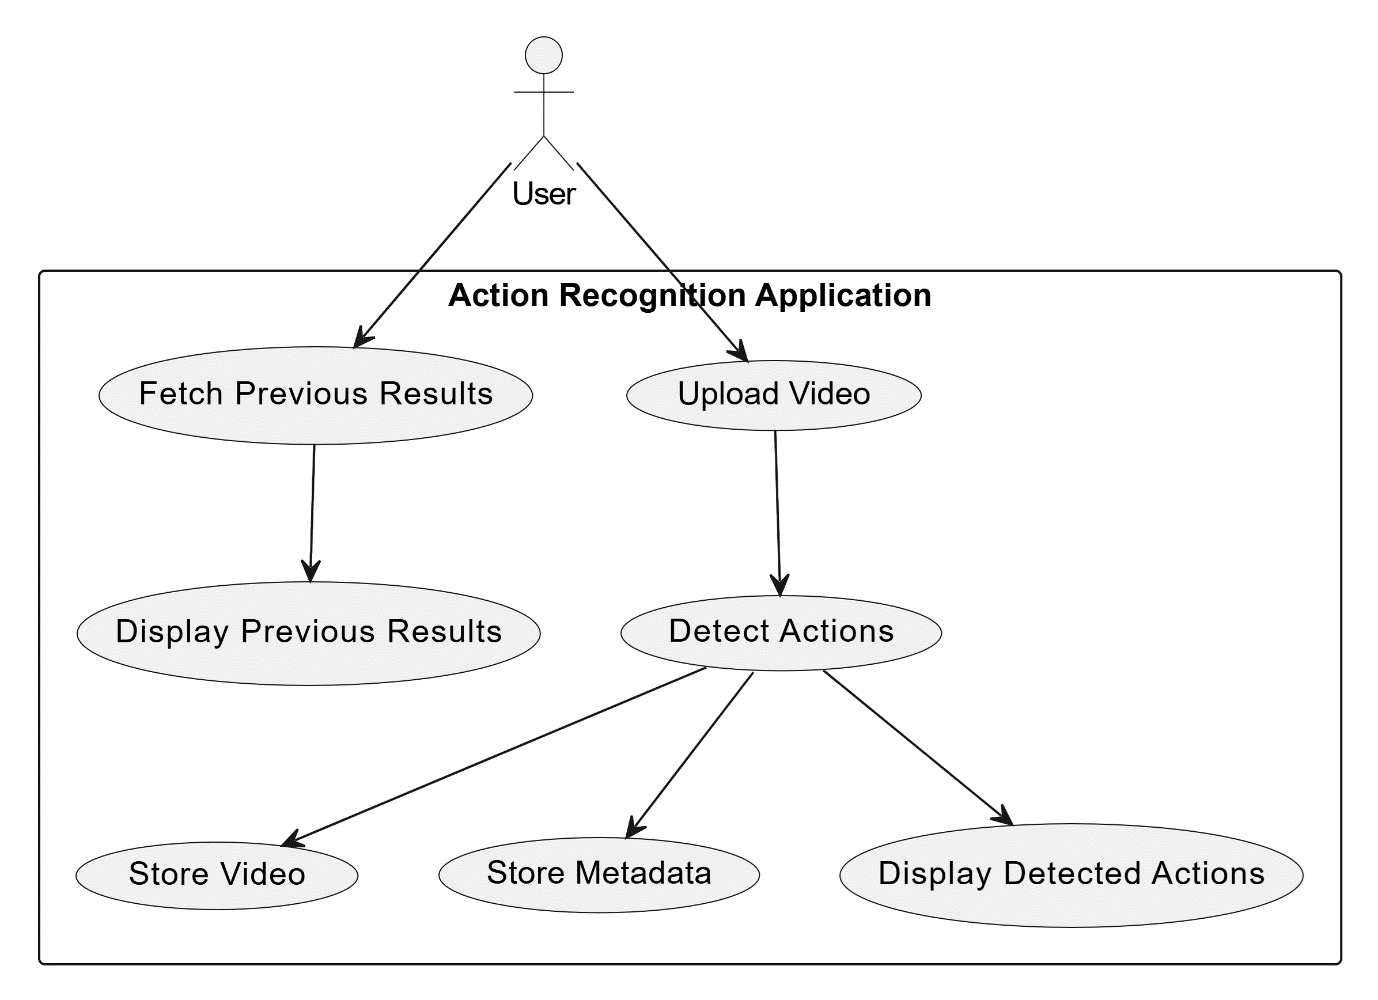 User
Action Recognition Application
Fetch Previous Results
Upload Video
Display Previous Results
Detect Actions
Store Video
Store Metadata
Display Detected Actions